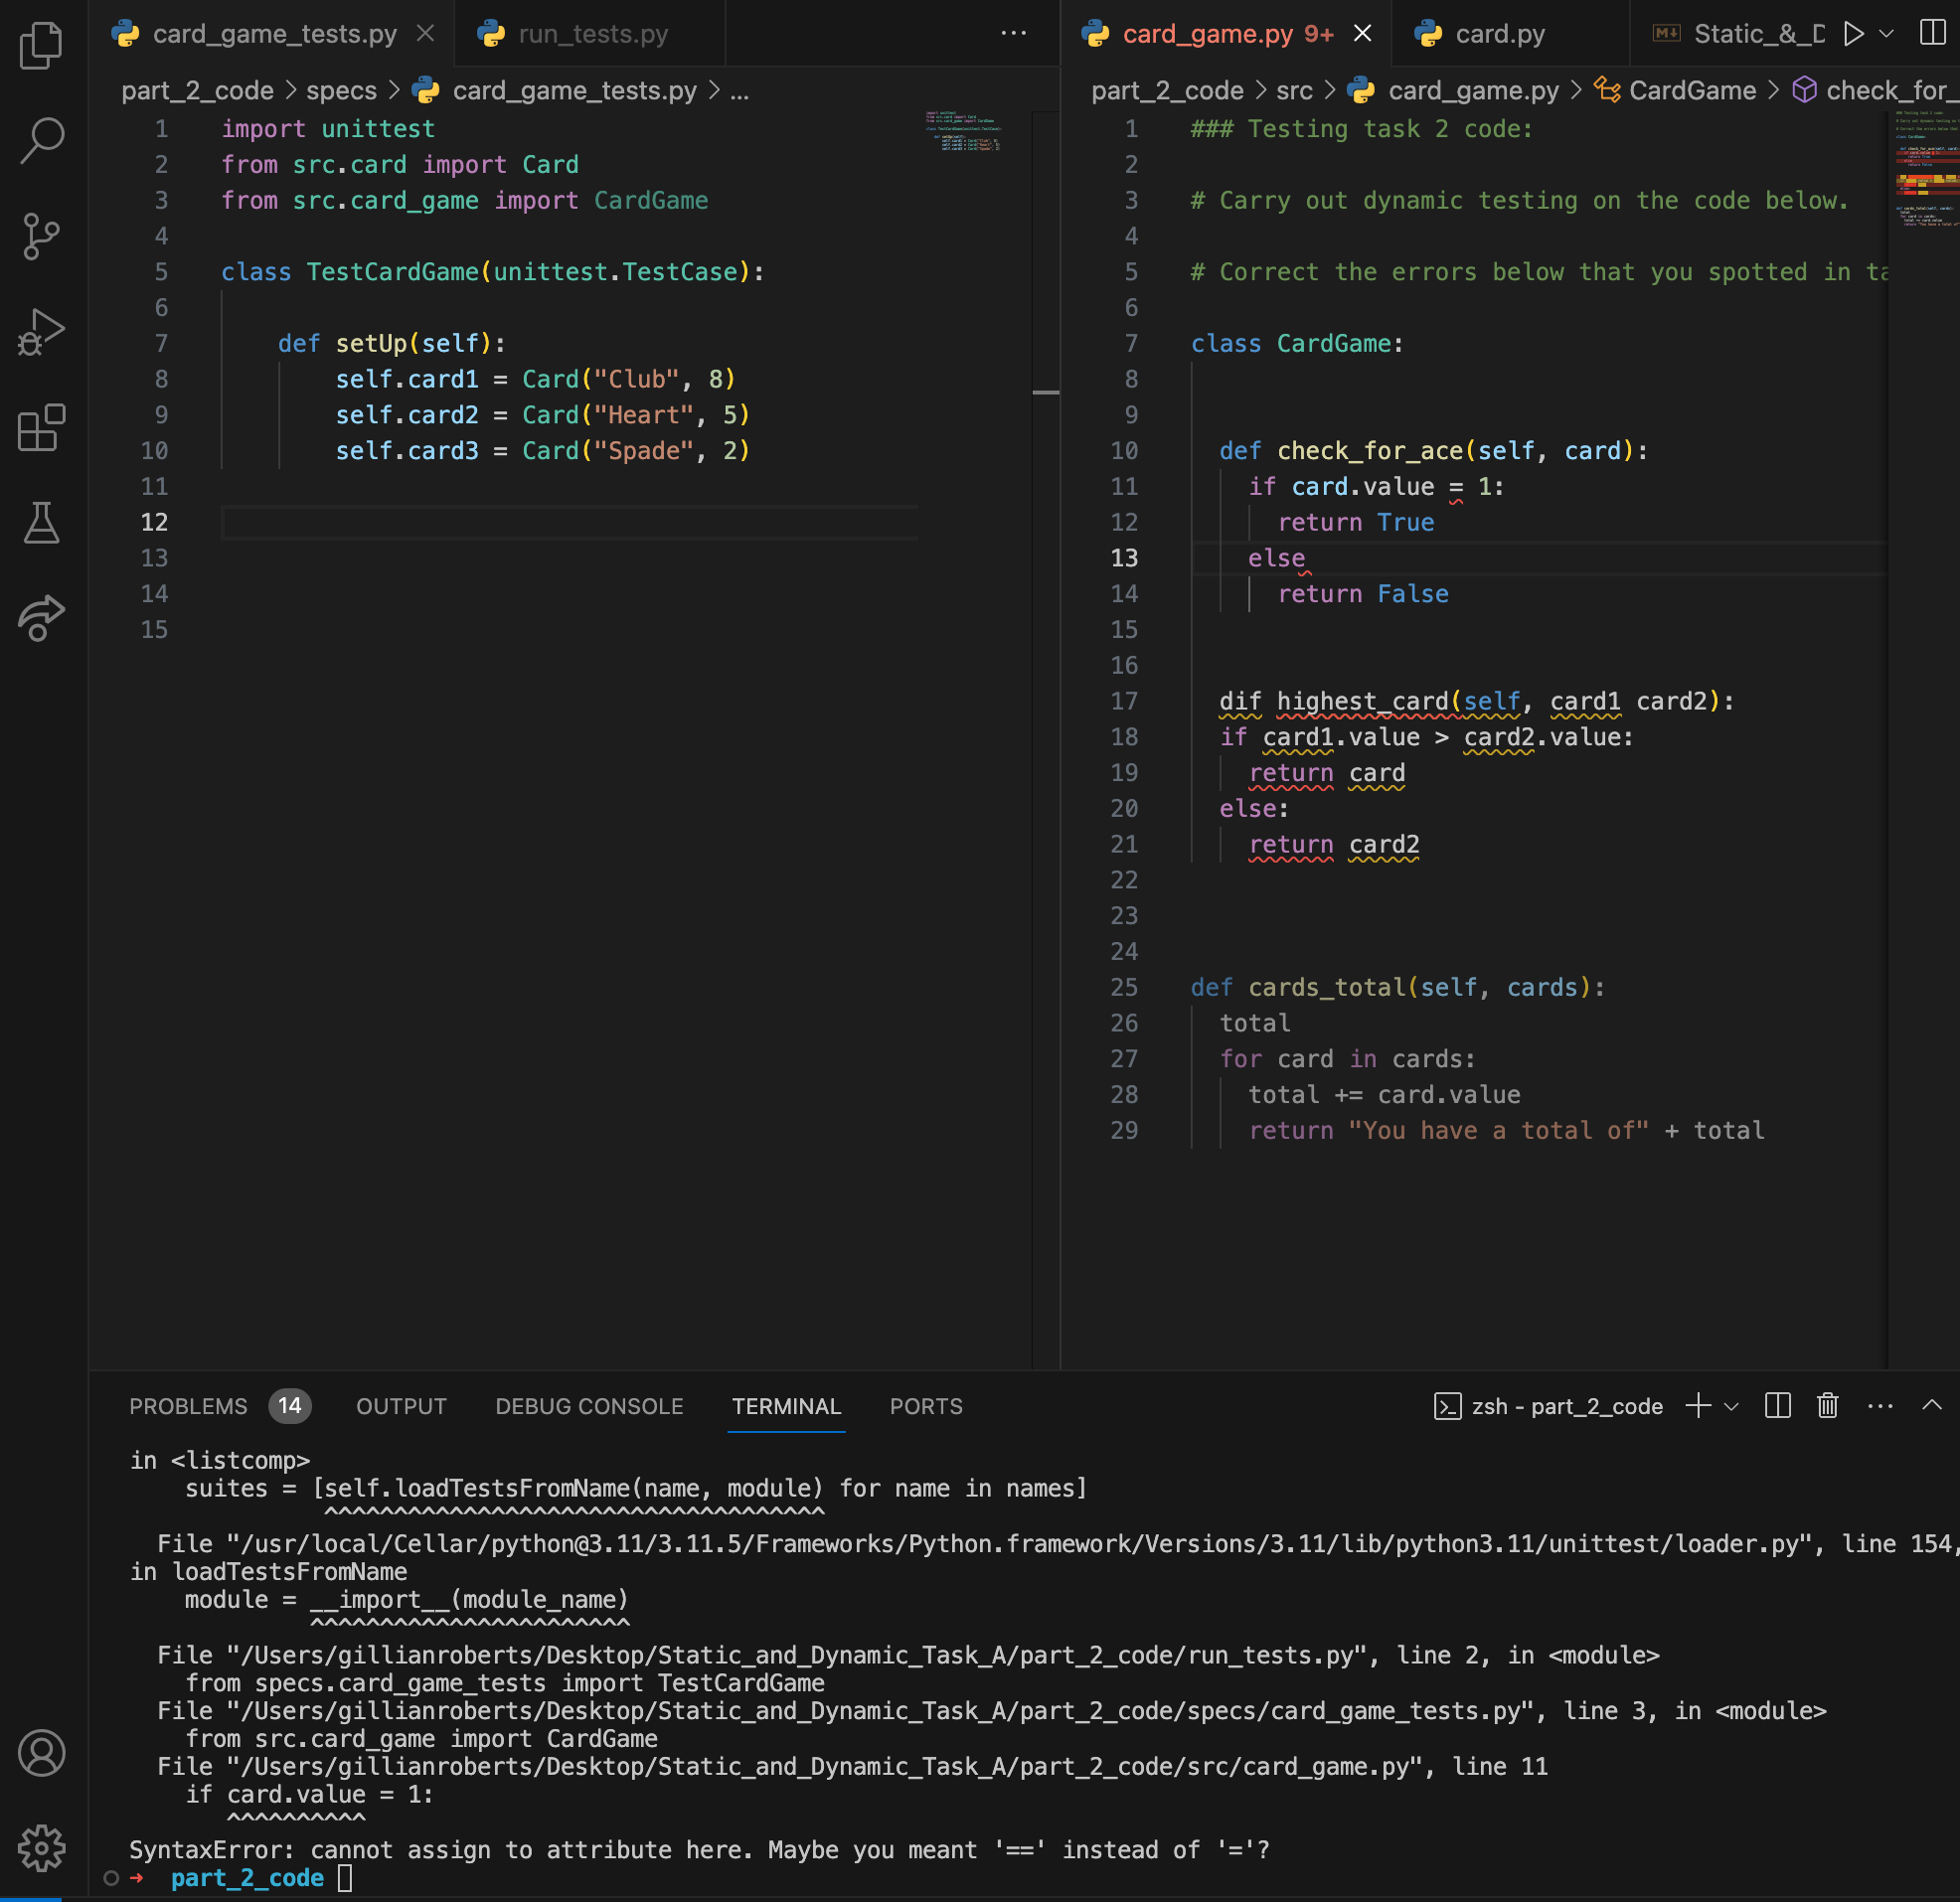 card_game_tests.py
run_tests.py
part_2_code > specs > card_game_tests.py > ...
1 import unittest
2 from src.card import Card
3 from src.card_game import CardGame
4
5 class TestCardGame(unittest.TestCase):
6
7 def setUp(self):
8 self.card1 = Card("Club", 8)
9 self.card2 = Card("Heart", 5)
10 self.card3 = Card("Spade", 2)
11
12
13
14
15
card_game.py 9+
card.py
Static_&_D
part_2_code > src > card_game.py > CardGame > check_for_
1 ### Testing task 2 code:
2
3 # Carry out dynamic testing on the code below.
4
5 # Correct the errors below that you spotted in ta
6
7 class CardGame:
8
9
10 def check_for_ace(self, card):
11 if card.value = 1:
12 return True
13 else
14 return False
15
16
17 dif highest_card(self, card1 card2):
18 if card1.value > card2.value:
19 return card
20 else:
21 return card2
22
23
24
25 def cards_total(self, cards):
26 total
27 for card in cards:
28 total += card.value
29 return "You have a total of" + total
PROBLEMS 14 OUTPUT DEBUG CONSOLE TERMINAL PORTS
zsh - part_2_code
in <listcomp>
suites = [self.loadTestsFromName(name, module) for name in names]
^^^^^^^^^^^^^^^^^^^^^^^^^^^^^^^^^^^^
File "/usr/local/Cellar/python@3.11/3.11.5/Frameworks/Python.framework/Versions/3.11/lib/python3.11/unittest/loader.py", line 154,
in loadTestsFromName
module = __import__(module_name)
^^^^^^^^^^^^^^^^^^^^^^^
File "/Users/gillianroberts/Desktop/Static_and_Dynamic_Task_A/part_2_code/run_tests.py", line 2, in <module>
from specs.card_game_tests import TestCardGame
File "/Users/gillianroberts/Desktop/Static_and_Dynamic_Task_A/part_2_code/specs/card_game_tests.py", line 3, in <module>
from src.card_game import CardGame
File "/Users/gillianroberts/Desktop/Static_and_Dynamic_Task_A/part_2_code/src/card_game.py", line 11
if card.value = 1:
^^^^^^^^^^
SyntaxError: cannot assign to attribute here. Maybe you meant '==' instead of '='?
part_2_code